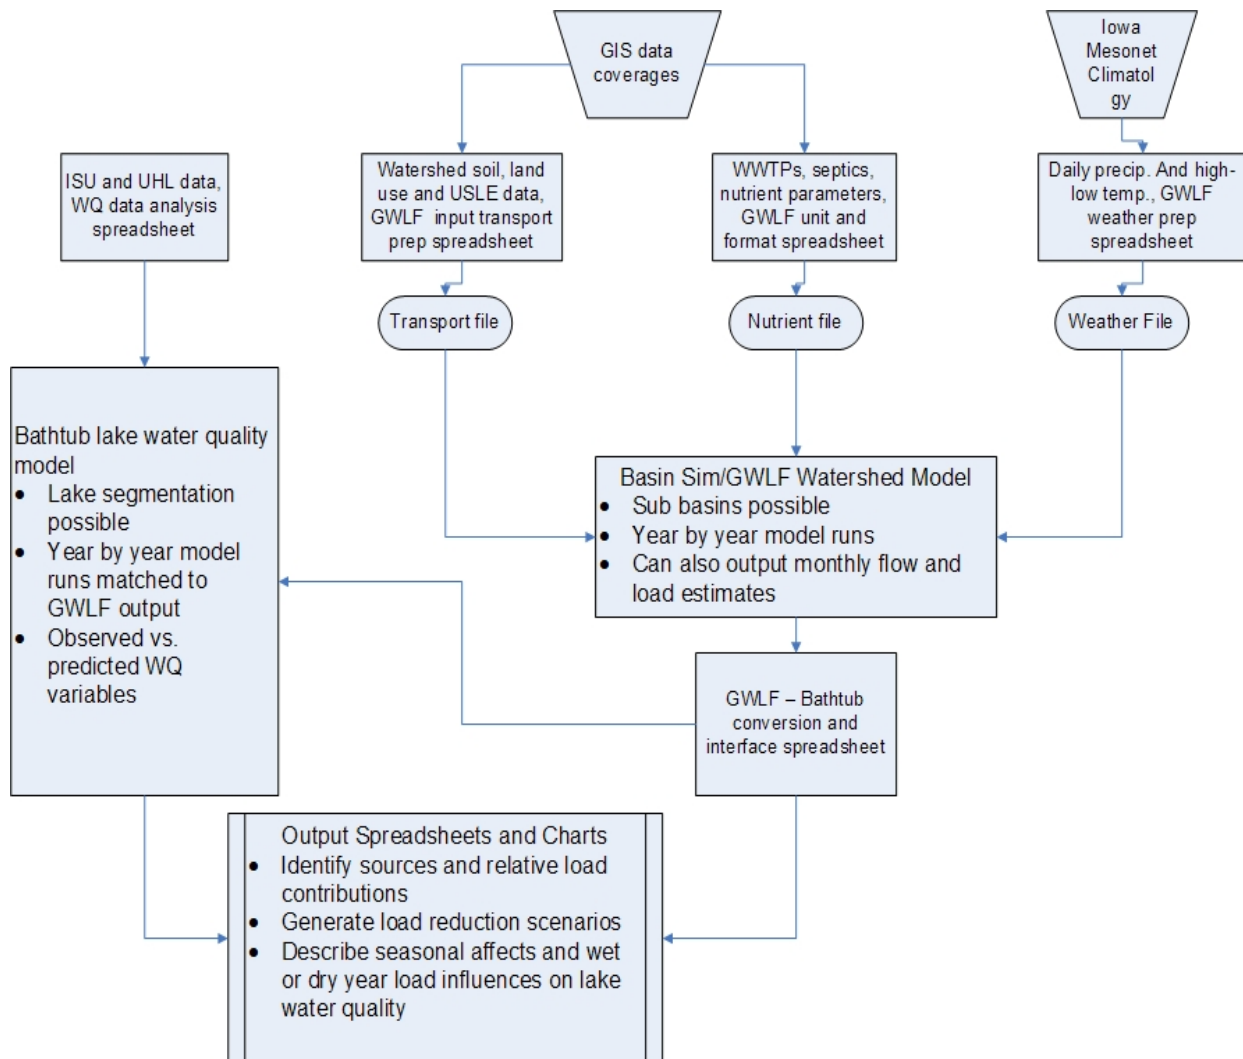 GIS data
coverages
Iowa
Mesonet
Climatol
gy
ISU and UHL data,
WQ data analysis
spreadsheet
Watershed soil, land
use and USLE data,
GWLF input transport
prep spreadsheet
WWTPs, septics,
nutrient parameters,
GWLF unit and
format spreadsheet
Daily precip. And high-
low temp., GWLF
weather prep
spreadsheet
Transport file
Nutrient file
Weather File
Bathtub lake water quality
model
• Lake segmentation
possible
• Year by year model
runs matched to
GWLF output
• Observed vs.
predicted WQ
variables
Basin Sim/GWLF Watershed Model
• Sub basins possible
• Year by year model runs
• Can also output monthly flow and
load estimates
GWLF – Bathtub
conversion and
interface spreadsheet
Output Spreadsheets and Charts
• Identify sources and relative load
contributions
• Generate load reduction scenarios
• Describe seasonal affects and wet
or dry year load influences on lake
water quality